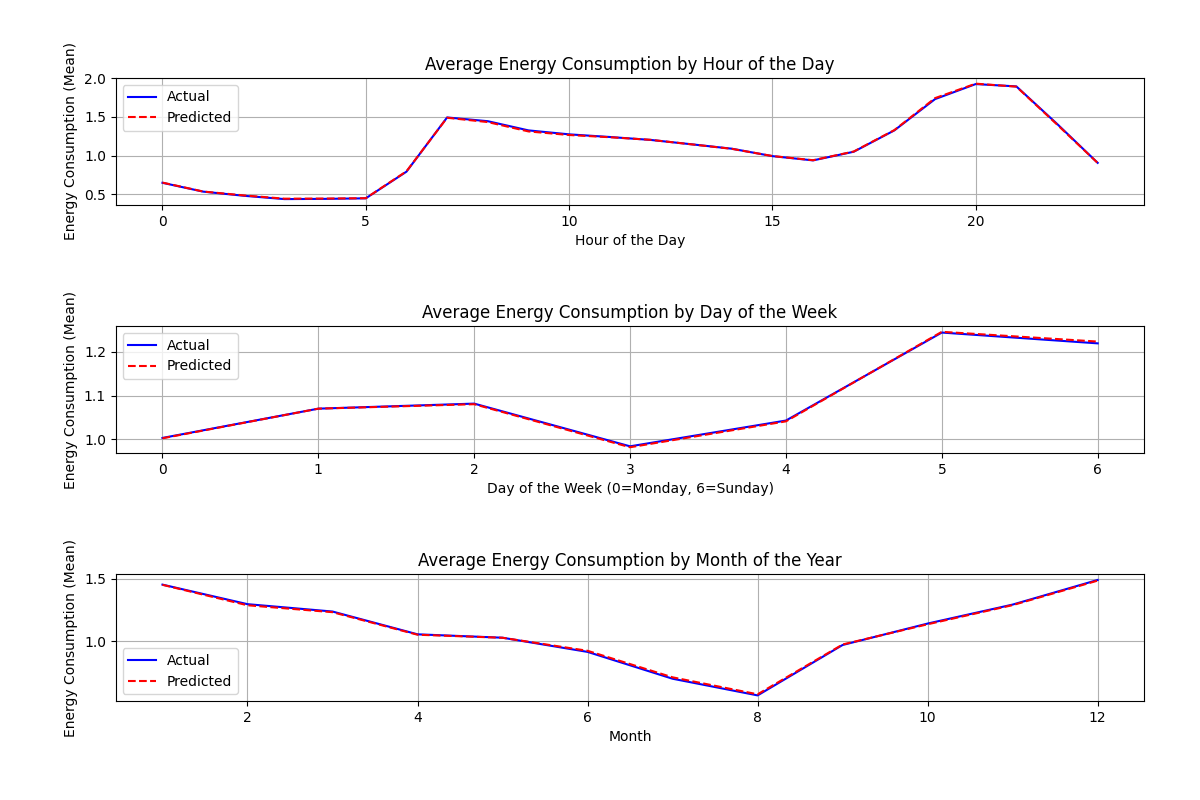 Average Energy Consumption by Hour of the Day
Energy Consumption (Mean)
2.0
1.5
1.0
0.5
Actual
Predicted
0 5 10 15 20
Hour of the Day
Average Energy Consumption by Day of the Week
Energy Consumption (Mean)
1.2
1.1
1.0
Actual
Predicted
0 1 2 3 4 5 6
Day of the Week (0=Monday, 6=Sunday)
Average Energy Consumption by Month of the Year
Energy Consumption (Mean)
1.5
1.0
Actual
Predicted
2 4 6 8 10 12
Month